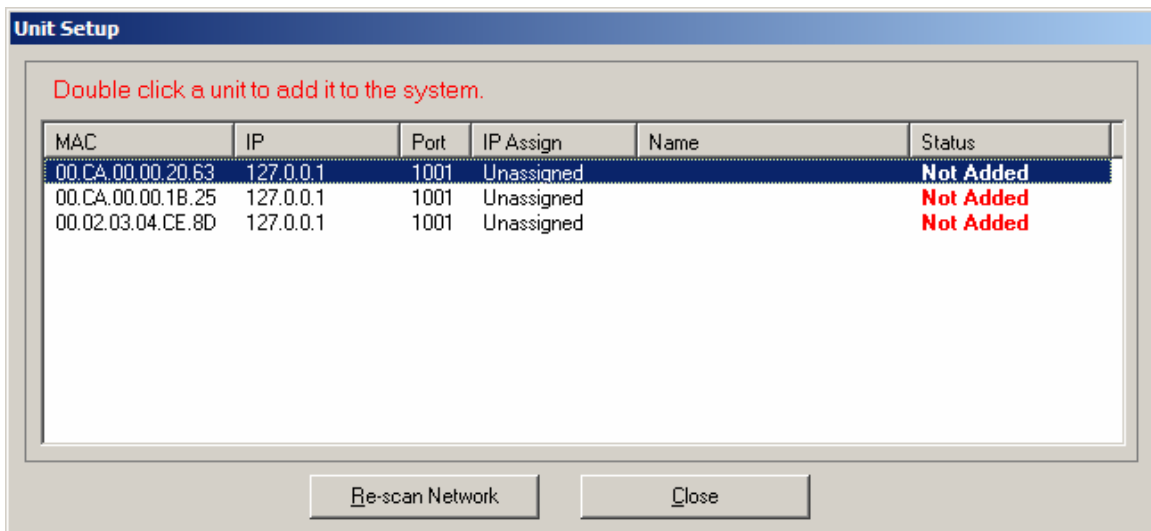 Unit Setup
Double click a unit to add it to the system.
MAC IP Port IP Assign Name Status
00.CA.00.00.20.63 127.0.0.1 1001 Unassigned Not Added
00.CA.00.00.1B.25 127.0.0.1 1001 Unassigned Not Added
00.02.03.04.CE.8D 127.0.0.1 1001 Unassigned Not Added
Re-scan Network Close